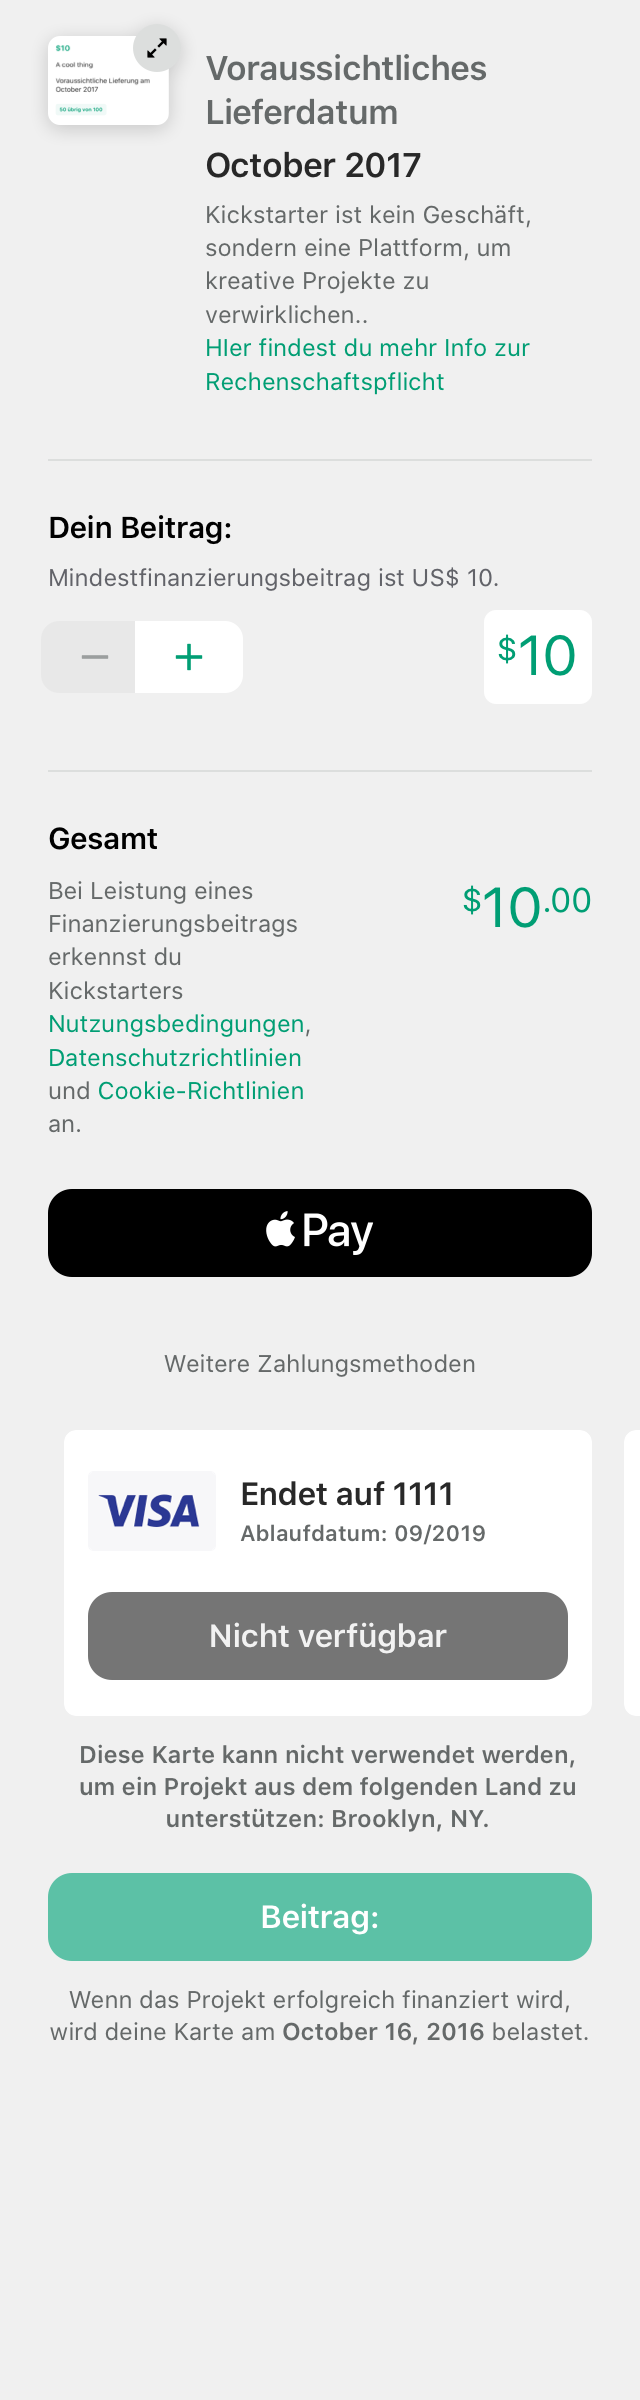 $10
A cool thing
Voraussichtliche Lieferung am
October 2017
50 übrig von 100
Voraussichtliches
Lieferdatum
October 2017
Kickstarter ist kein Geschäft,
sondern eine Plattform, um
kreative Projekte zu
verwirklichen..
HIer findest du mehr Info zur
Rechenschaftspflicht
Dein Beitrag:
Mindestfinanzierungsbeitrag ist US$ 10.
$10
Gesamt
Bei Leistung eines
Finanzierungsbeitrags
erkennst du
Kickstarters
Nutzungsbedingungen,
Datenschutzrichtlinien
und Cookie-Richtlinien
an.
$10.00
Pay
Weitere Zahlungsmethoden
VISA
Endet auf 1111
Ablaufdatum: 09/2019
Nicht verfügbar
Diese Karte kann nicht verwendet werden,
um ein Projekt aus dem folgenden Land zu
unterstützen: Brooklyn, NY.
Beitrag:
Wenn das Projekt erfolgreich finanziert wird,
wird deine Karte am October 16, 2016 belastet.